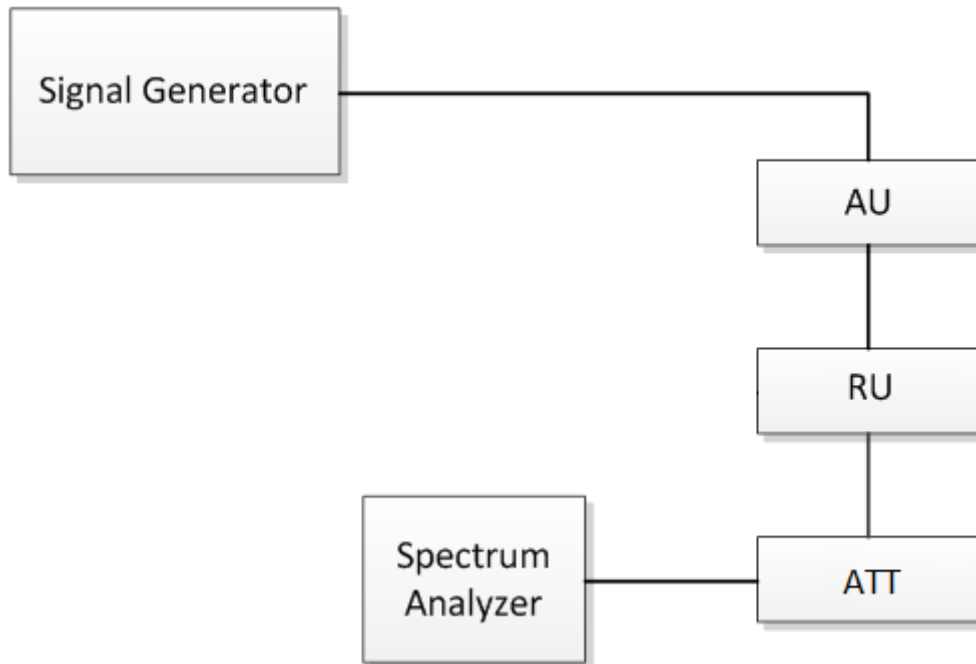 Signal Generator
AU
RU
Spectrum
Analyzer
ATT